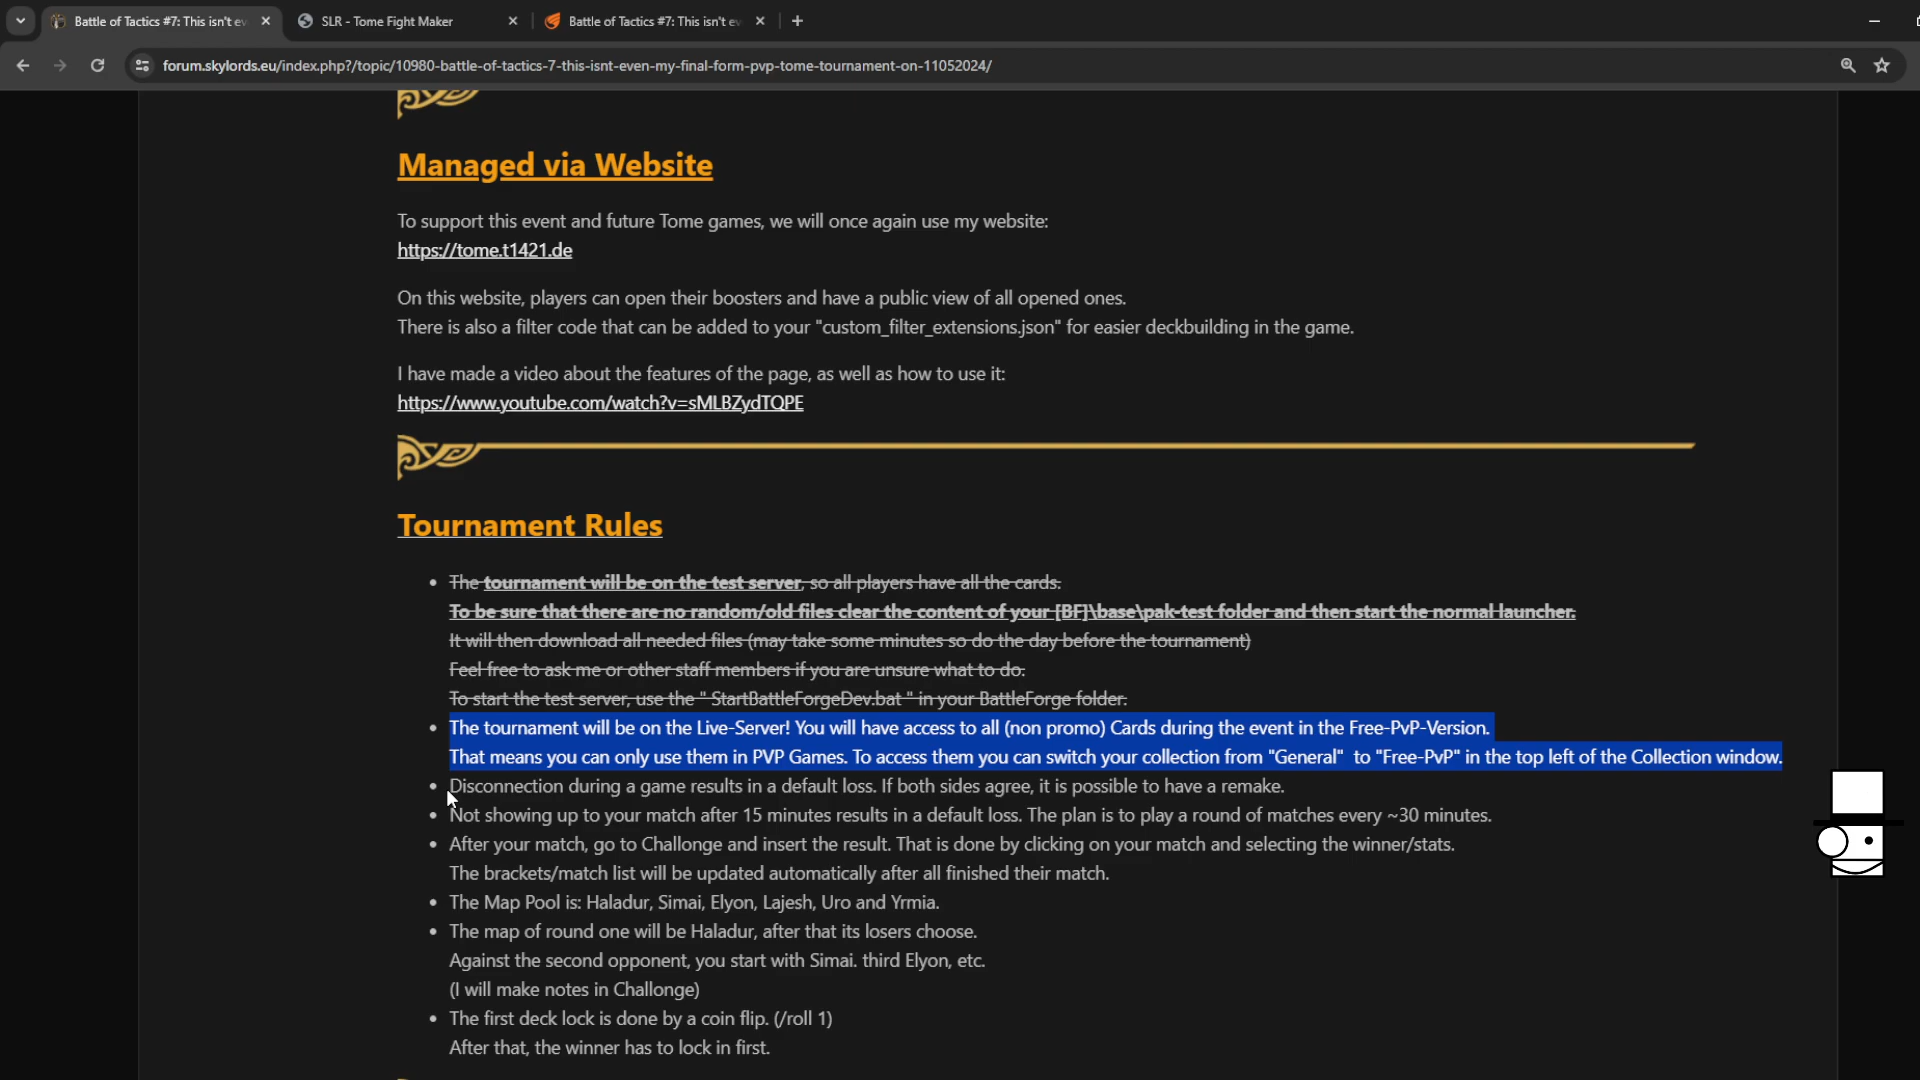 Battle of Tactics #7: This isn't ev
SLR - Tome Fight Maker
Battle of Tactics #7: This isn't ev
forum.skylords.eu/index.php?/topic/10980-battle-of-tactics-7-this-isnt-even-my-final-form-pvp-tome-tournament-on-11052024/
Managed via Website
To support this event and future Tome games, we will once again use my website:
https://tome.t1421.de
On this website, players can open their boosters and have a public view of all opened ones.
There is also a filter code that can be added to your "custom_filter_extensions.json" for easier deckbuilding in the game.
I have made a video about the features of the page, as well as how to use it:
https://www.youtube.com/watch?v=sMLBZydTQPE
Tournament Rules
• The tournament will be on the test server, so all players have all the cards.
To be sure that there are no random/old files clear the content of your [BF]\base\pak-test folder and then start the normal launcher.
It will then download all needed files (may take some minutes so do the day before the tournament)
Feel free to ask me or other staff members if you are unsure what to do.
To start the test server, use the " StartBattleForgeDev.bat " in your BattleForge folder.
• The tournament will be on the Live-Server! You will have access to all (non promo) Cards during the event in the Free-PvP-Version.
That means you can only use them in PVP Games. To access them you can switch your collection from "General" to "Free-PvP" in the top left of the Collection window.
• Disconnection during a game results in a default loss. If both sides agree, it is possible to have a remake.
• Not showing up to your match after 15 minutes results in a default loss. The plan is to play a round of matches every ~30 minutes.
• After your match, go to Challonge and insert the result. That is done by clicking on your match and selecting the winner/stats.
The brackets/match list will be updated automatically after all finished their match.
• The Map Pool is: Haladur, Simai, Elyon, Lajesh, Uro and Yrmia.
• The map of round one will be Haladur, after that its losers choose.
Against the second opponent, you start with Simai. third Elyon, etc.
(I will make notes in Challonge)
• The first deck lock is done by a coin flip. (/roll 1)
After that, the winner has to lock in first.